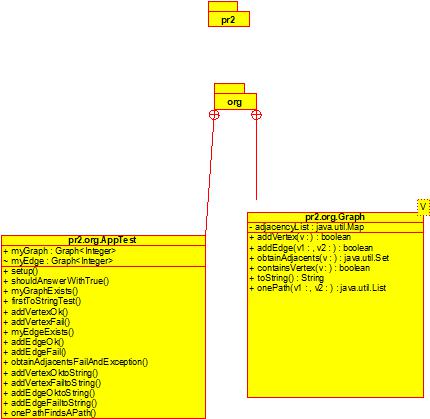 pr2
org
pr2.org.AppTest
+ myGraph : Graph<Integer>
~ myEdge : Graph<Integer>
+ setup()
+ shouldAnswerWithTrue()
+ myGraphExists()
+ firstToStringTest()
+ addVertexOk()
+ addVertexFail()
+ myEdgeExists()
+ addEdgeOk()
+ addEdgeFail()
+ obtainAdjacentsFailAndException()
+ addVertexOktoString()
+ addVertexFailtoString()
+ addEdgeOktoString()
+ addEdgeFailtoString()
+ onePathFindsAPath()
V
pr2.org.Graph
- adjacencyList : java.util.Map
+ addVertex(v : ) : boolean
+ addEdge(v1 : , v2 : ) : boolean
+ obtainAdjacents(v : ) : java.util.Set
+ containsVertex(v : ) : boolean
+ toString() : String
+ onePath(v1 : , v2 : ) : java.util.List